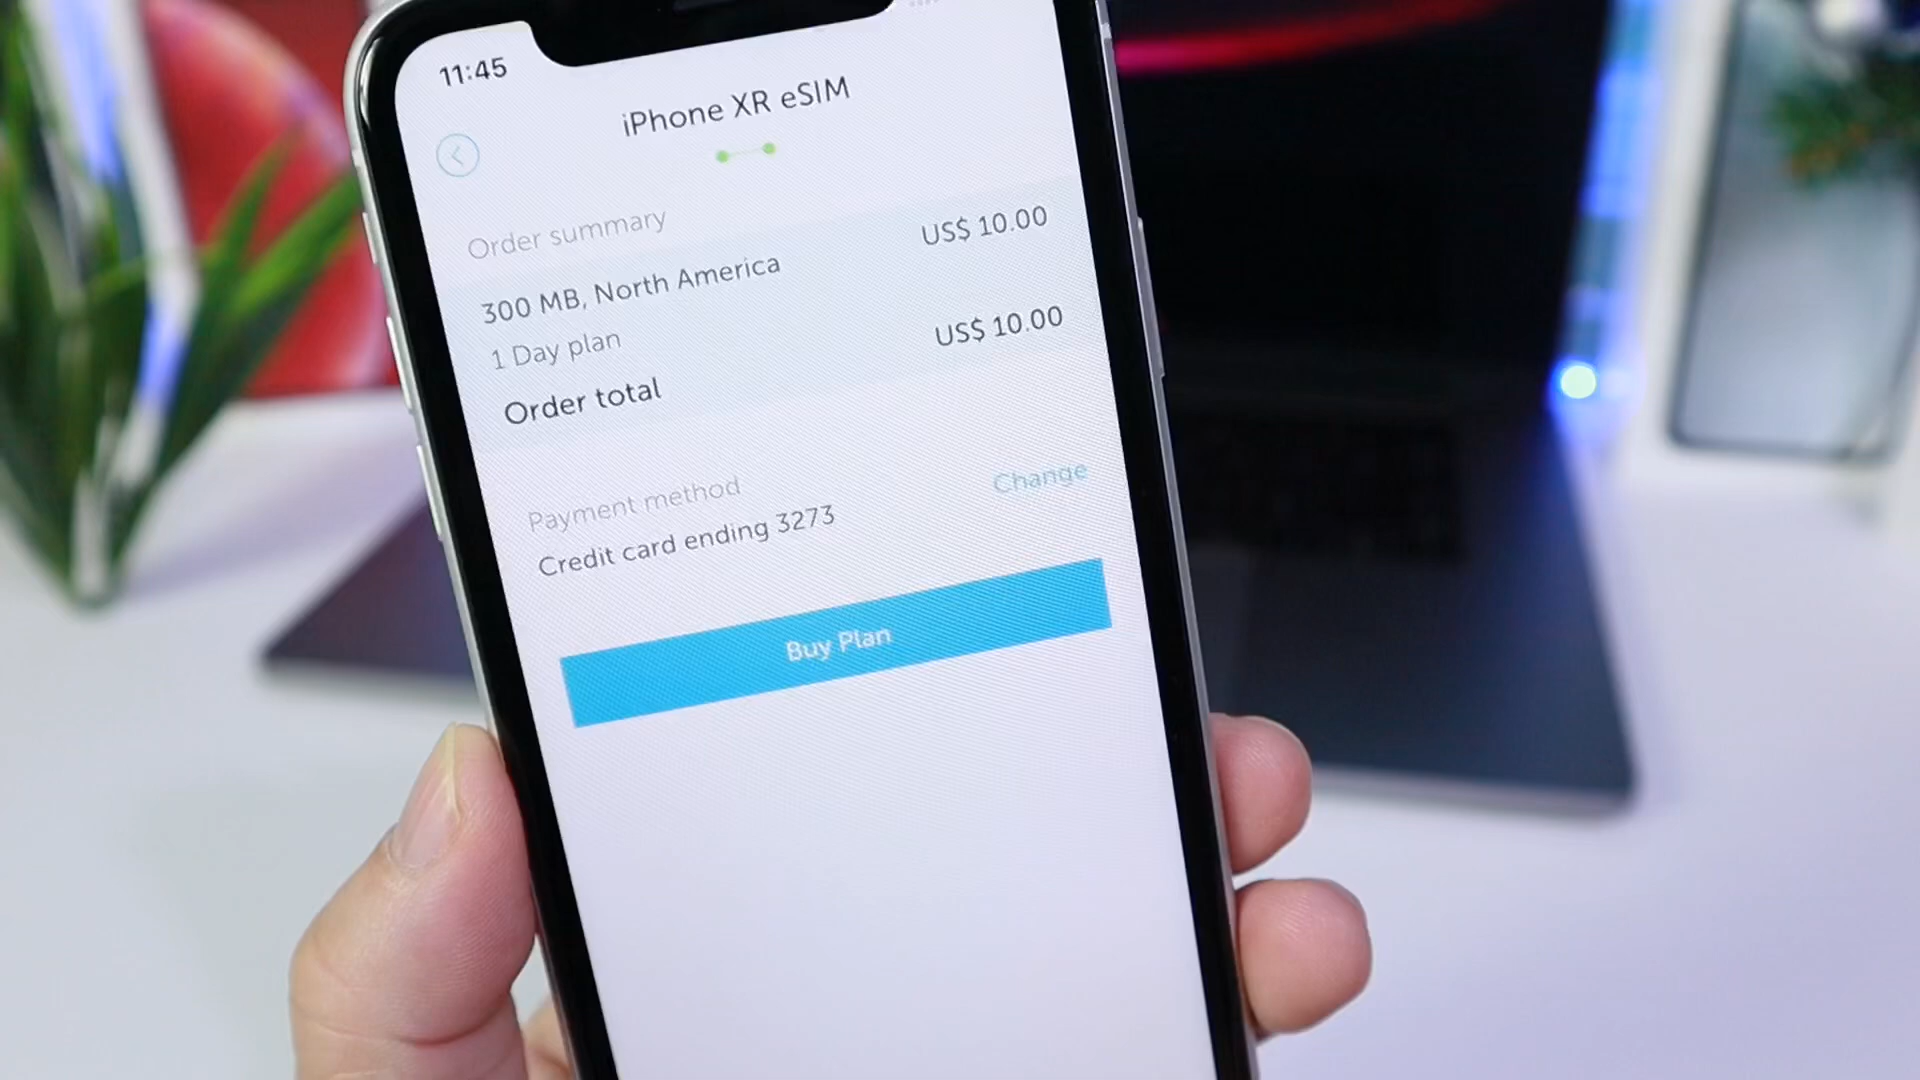 11:45
iPhone XR eSIM
Order summary
300 MB, North America US$ 10.00
1 Day plan
Order total US$ 10.00
Payment method Change
Credit card ending 3273
Buy Plan